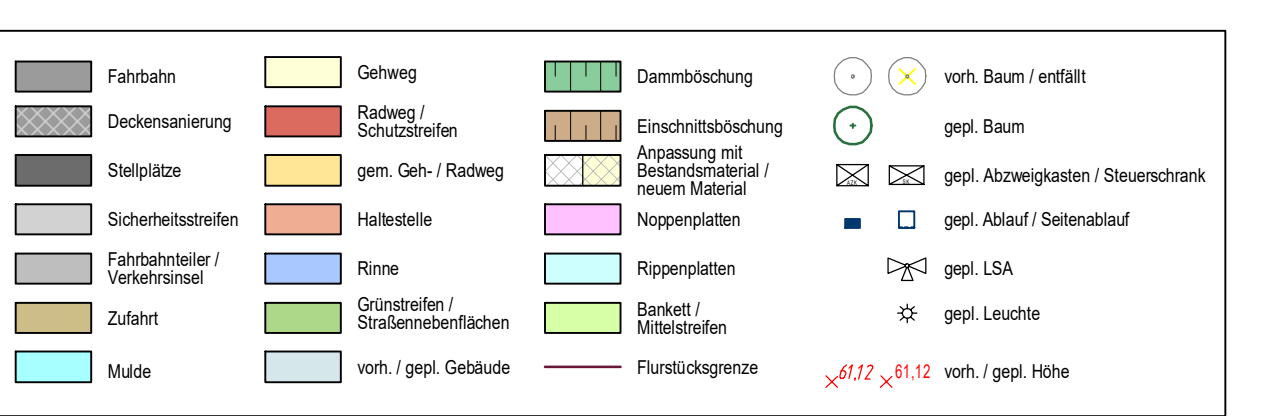 Fahrbahn
Deckensanierung
Stellplätze
Sicherheitsstreifen
Fahrbahnteiler /
Verkehrsinsel
Zufahrt
Mulde
Gehweg
Radweg /
Schutzstreifen
gem. Geh- / Radweg
Haltestelle
Rinne
Grünstreifen /
Straßennebenflächen
vorh. / gepl. Gebäude
Dammböschung
Einschnittsböschung
Anpassung mit
Bestandsmaterial /
neuem Material
Noppenplatten
Rippenplatten
Bankett /
Mittelstreifen
Flurstücksgrenze
vorh. Baum / entfällt
gepl. Baum
AZK SK gepl. Abzweigkasten / Steuerschrank
gepl. Ablauf / Seitenablauf
gepl. LSA
gepl. Leuchte
61,12 61,12 vorh. / gepl. Höhe